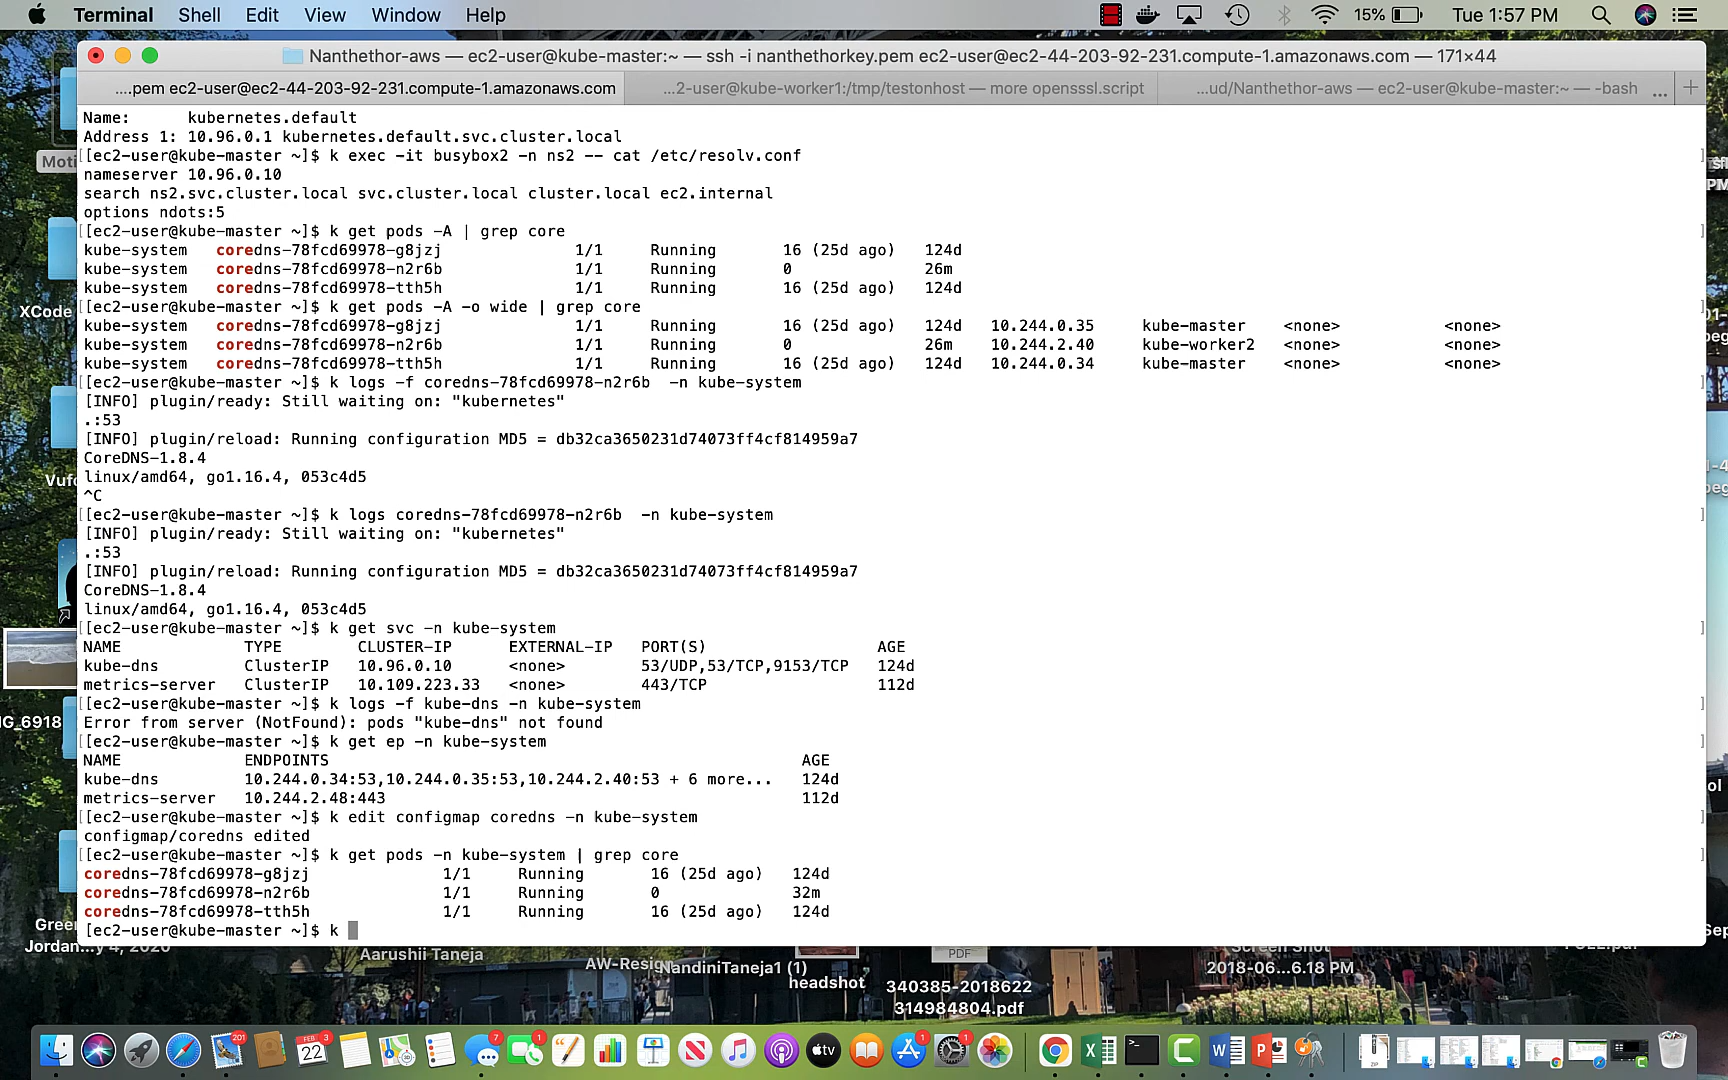 Terminal Shell Edit View Window Help 15% Tue 1:57 PM
Nanthethor-aws — ec2-user@kube-master:~ — ssh -i nanthethorkey.pem ec2-user@ec2-44-203-92-231.compute-1.amazonaws.com — 171×44
....pem ec2-user@ec2-44-203-92-231.compute-1.amazonaws.com ...2-user@kube-worker1:/tmp/testonhost — more opensssl.script ...ud/Nanthethor-aws — ec2-user@kube-master:~ — -bash ... +
Name: kubernetes.default
Address 1: 10.96.0.1 kubernetes.default.svc.cluster.local
[[ec2-user@kube-master ~]$ k exec -it busybox2 -n ns2 -- cat /etc/resolv.conf ]
nameserver 10.96.0.10
search ns2.svc.cluster.local svc.cluster.local cluster.local ec2.internal
options ndots:5
[[ec2-user@kube-master ~]$ k get pods -A | grep core ]
kube-system coredns-78fcd69978-g8jzj 1/1 Running 16 (25d ago) 124d
kube-system coredns-78fcd69978-n2r6b 1/1 Running 0 26m
kube-system coredns-78fcd69978-tth5h 1/1 Running 16 (25d ago) 124d
[[ec2-user@kube-master ~]$ k get pods -A -o wide | grep core ]
kube-system coredns-78fcd69978-g8jzj 1/1 Running 16 (25d ago) 124d 10.244.0.35 kube-master <none> <none>
kube-system coredns-78fcd69978-n2r6b 1/1 Running 0 26m 10.244.2.40 kube-worker2 <none> <none>
kube-system coredns-78fcd69978-tth5h 1/1 Running 16 (25d ago) 124d 10.244.0.34 kube-master <none> <none>
[[ec2-user@kube-master ~]$ k logs -f coredns-78fcd69978-n2r6b -n kube-system ]
[INFO] plugin/ready: Still waiting on: "kubernetes"
.:53
[INFO] plugin/reload: Running configuration MD5 = db32ca3650231d74073ff4cf814959a7
CoreDNS-1.8.4
linux/amd64, go1.16.4, 053c4d5
^C
[[ec2-user@kube-master ~]$ k logs coredns-78fcd69978-n2r6b -n kube-system ]
[INFO] plugin/ready: Still waiting on: "kubernetes"
.:53
[INFO] plugin/reload: Running configuration MD5 = db32ca3650231d74073ff4cf814959a7
CoreDNS-1.8.4
linux/amd64, go1.16.4, 053c4d5
[[ec2-user@kube-master ~]$ k get svc -n kube-system ]
NAME TYPE CLUSTER-IP EXTERNAL-IP PORT(S) AGE
kube-dns ClusterIP 10.96.0.10 <none> 53/UDP,53/TCP,9153/TCP 124d
metrics-server ClusterIP 10.109.223.33 <none> 443/TCP 112d
[[ec2-user@kube-master ~]$ k logs -f kube-dns -n kube-system ]
Error from server (NotFound): pods "kube-dns" not found
[[ec2-user@kube-master ~]$ k get ep -n kube-system ]
NAME ENDPOINTS AGE
kube-dns 10.244.0.34:53,10.244.0.35:53,10.244.2.40:53 + 6 more... 124d
metrics-server 10.244.2.48:443 112d
[[ec2-user@kube-master ~]$ k edit configmap coredns -n kube-system ]
configmap/coredns edited
[[ec2-user@kube-master ~]$ k get pods -n kube-system | grep core ]
coredns-78fcd69978-g8jzj 1/1 Running 16 (25d ago) 124d
coredns-78fcd69978-n2r6b 1/1 Running 0 32m
coredns-78fcd69978-tth5h 1/1 Running 16 (25d ago) 124d
[ec2-user@kube-master ~]$ k
Moti
XCode
Vufo
IG_6918
Green
Jordan...y 4, 2020
Aarushii Taneja
AW-Resign
NandiniTaneja1 (1)
headshot
PDF
340385-2018622
314984804.pdf
Screen Shot
2018-06...6.18 PM
201 FEB 22 3 7 1 tv 1 1
X >_ C W P ZIP